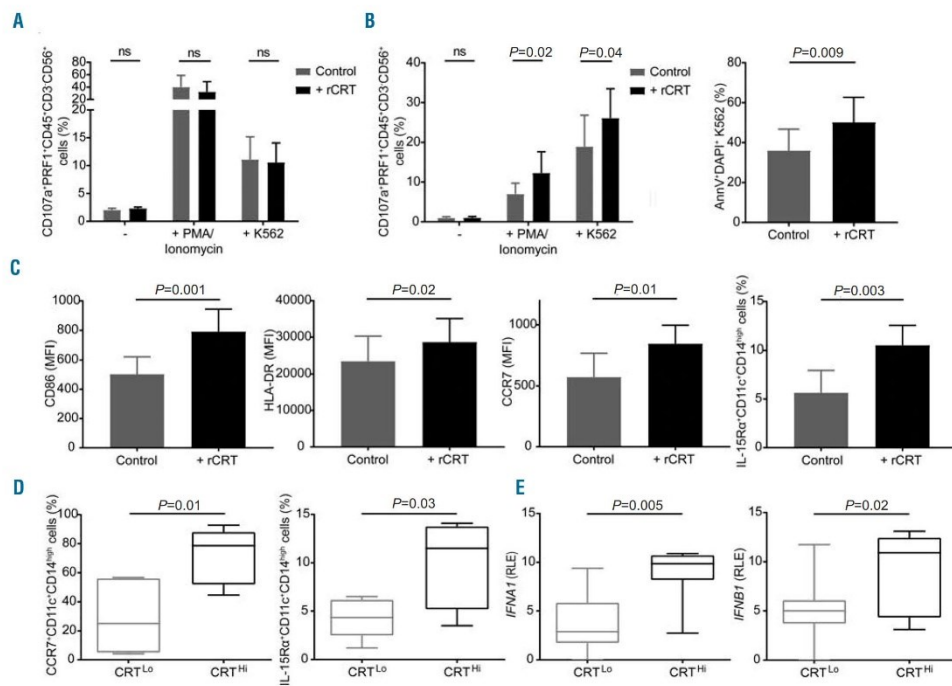 A
CD107a⁺PRF1⁺CD45⁺CD3⁻CD56⁺
cells (%)
80
60
40
20
20
15
10
5
0
ns
ns
ns
Control
+ rCRT
-
+ PMA/
Ionomycin
+ K562
B
CD107a⁺PRF1⁺CD45⁺CD3⁻CD56⁺
cells (%)
40
30
20
10
0
ns
P=0.02
P=0.04
Control
+ rCRT
-
+ PMA/
Ionomycin
+ K562
AnnV⁺DAPI⁺ K562 (%)
80
60
40
20
0
P=0.009
Control
+ rCRT
C
CD86 (MFI)
1000
800
600
400
200
0
P=0.001
Control
+ rCRT
HLA-DR (MFI)
40000
30000
20000
10000
0
P=0.02
Control
+ rCRT
CCR7 (MFI)
1000
500
0
P=0.01
Control
+ rCRT
IL-15Rα⁺CD11c⁺CD14ʰⁱᵍʰ cells (%)
15
10
5
0
P=0.003
Control
+ rCRT
D
CCR7⁺CD11c⁺CD14ʰⁱᵍʰ cells (%)
100
80
60
40
20
0
P=0.01
CRTᴸᵒ
CRTᴴⁱ
IL-15Rα⁺CD11c⁺CD14ʰⁱᵍʰ cells (%)
15
10
5
0
P=0.03
CRTᴸᵒ
CRTᴴⁱ
E
IFNA1 (RLE)
15
10
5
0
P=0.005
CRTᴸᵒ
CRTᴴⁱ
IFNB1 (RLE)
15
10
5
0
P=0.02
CRTᴸᵒ
CRTᴴⁱ